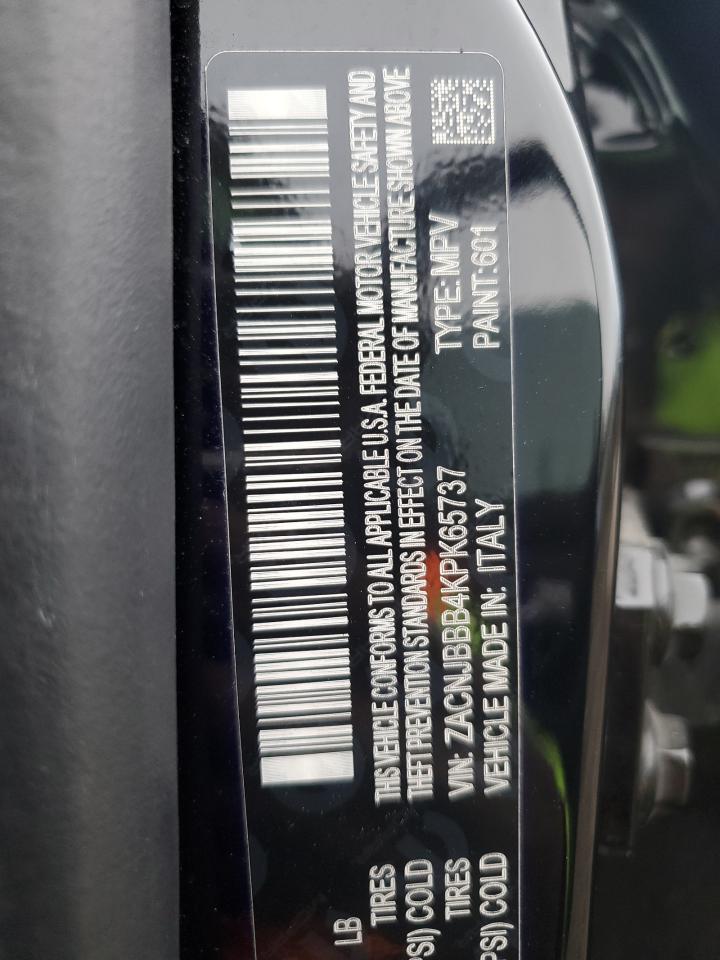 THIS VEHICLE CONFORMS TO ALL APPLICABLE U.S.A. FEDERAL MOTOR VEHICLE SAFETY AND
THEFT PREVENTION STANDARDS IN EFFECT ON THE DATE OF MANUFACTURE SHOWN ABOVE
VIN: ZACNJBBB4KPK65737 TYPE: MPV
VEHICLE MADE IN: ITALY PAINT:601
LB
TIRES
PSI) COLD
TIRES
PSI) COLD